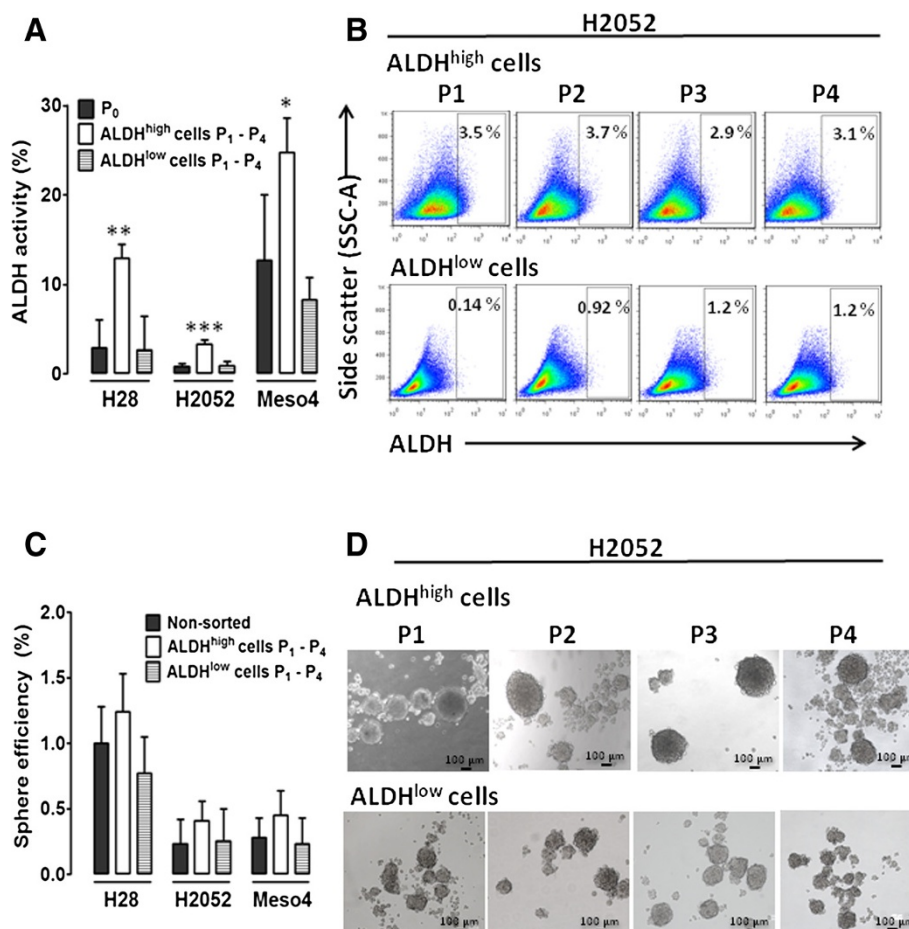 A
ALDH activity (%)
30
20
10
0
P0
ALDHhigh cells P1 - P4
ALDHlow cells P1 - P4
**
***
*
H28 H2052 Meso4
B
H2052
ALDHhigh cells
P1 P2 P3 P4
3.5 % 3.7 % 2.9 % 3.1 %
ALDHlow cells
0.14 % 0.92 % 1.2 % 1.2 %
Side scatter (SSC-A)
ALDH
C
Sphere efficiency (%)
2.0
1.5
1.0
0.5
0.0
Non-sorted
ALDHhigh cells P1 - P4
ALDHlow cells P1 - P4
H28 H2052 Meso4
D
H2052
ALDHhigh cells
P1 P2 P3 P4
100 µm 100 µm 100 µm 100 µm
ALDHlow cells
100 µm 100 µm 100 µm 100 µm